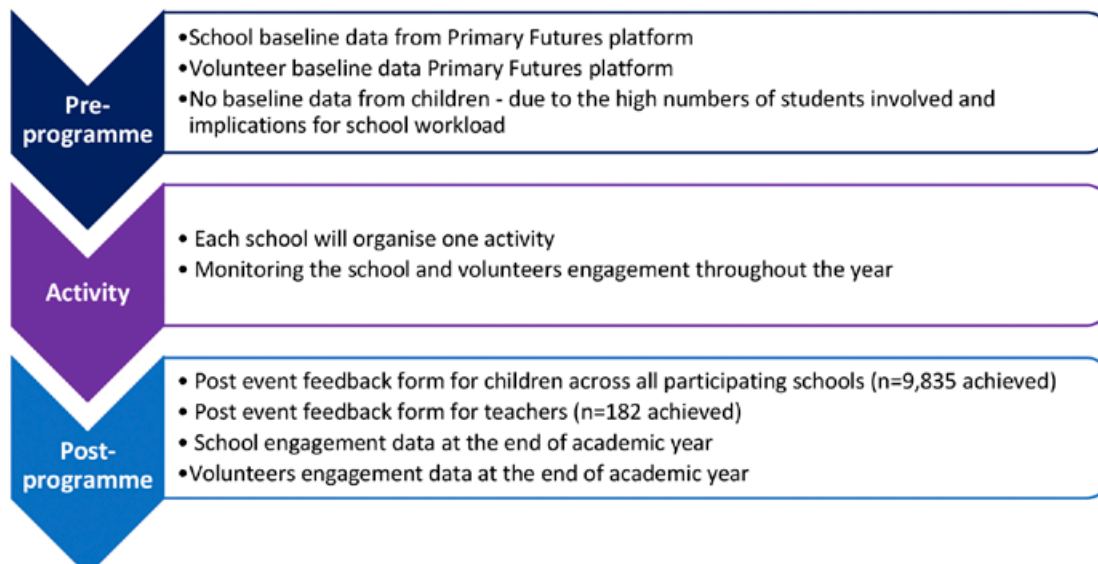 •School baseline data from Primary Futures platform
•Volunteer baseline data Primary Futures platform
•No baseline data from children - due to the high numbers of students involved and
implications for school workload
Pre-
programme
• Each school will organise one activity
• Monitoring the school and volunteers engagement throughout the year
Activity
• Post event feedback form for children across all participating schools (n=9,835 achieved)
• Post event feedback form for teachers (n=182 achieved)
• School engagement data at the end of academic year
•Volunteers engagement data at the end of academic year
Post-
programme